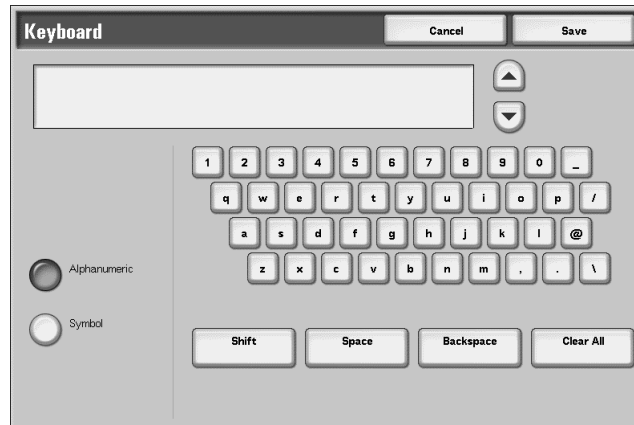 Keyboard Cancel Save
1 2 3 4 5 6 7 8 9 0 _
q w e r t y u i o p /
a s d f g h j k l @
z x c v b n m , . \
Alphanumeric
Symbol
Shift Space Backspace Clear All